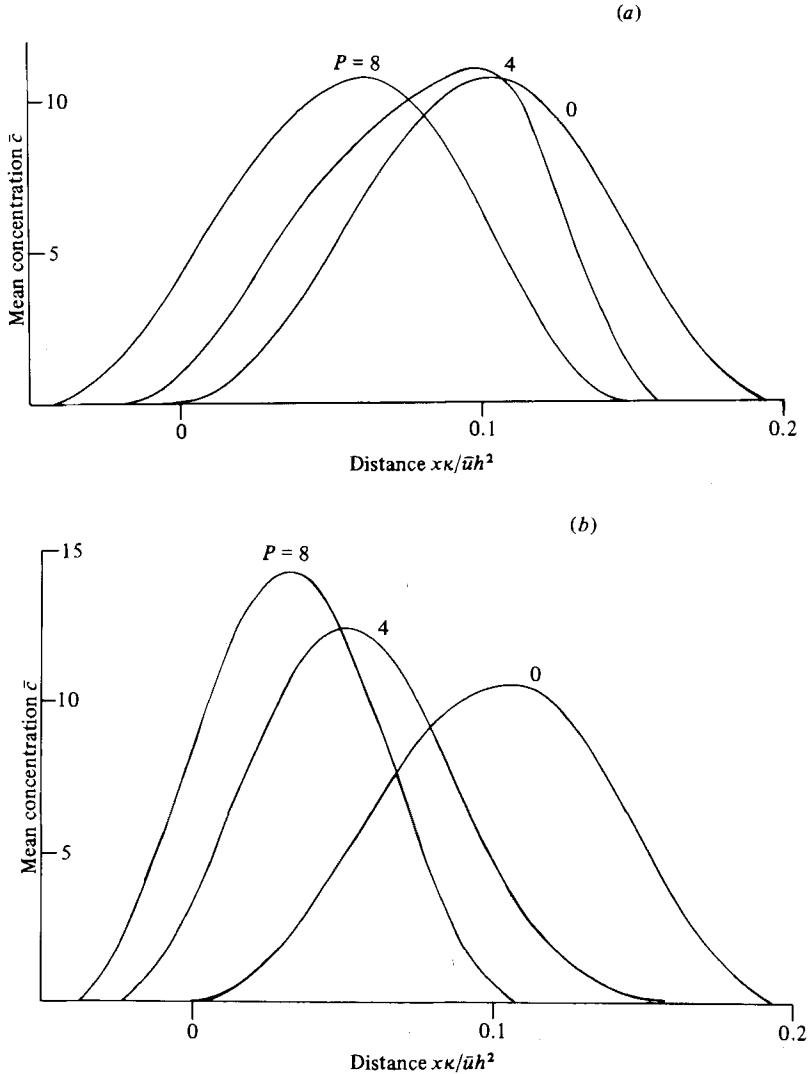 (a)
P = 8
4
0
10
5
Mean concentration c̄
0
0.1
0.2
Distance xκ/ūh²
(b)
15
P = 8
4
0
10
5
Mean concentration c̄
0
0.1
0.2
Distance xκ/ūh²